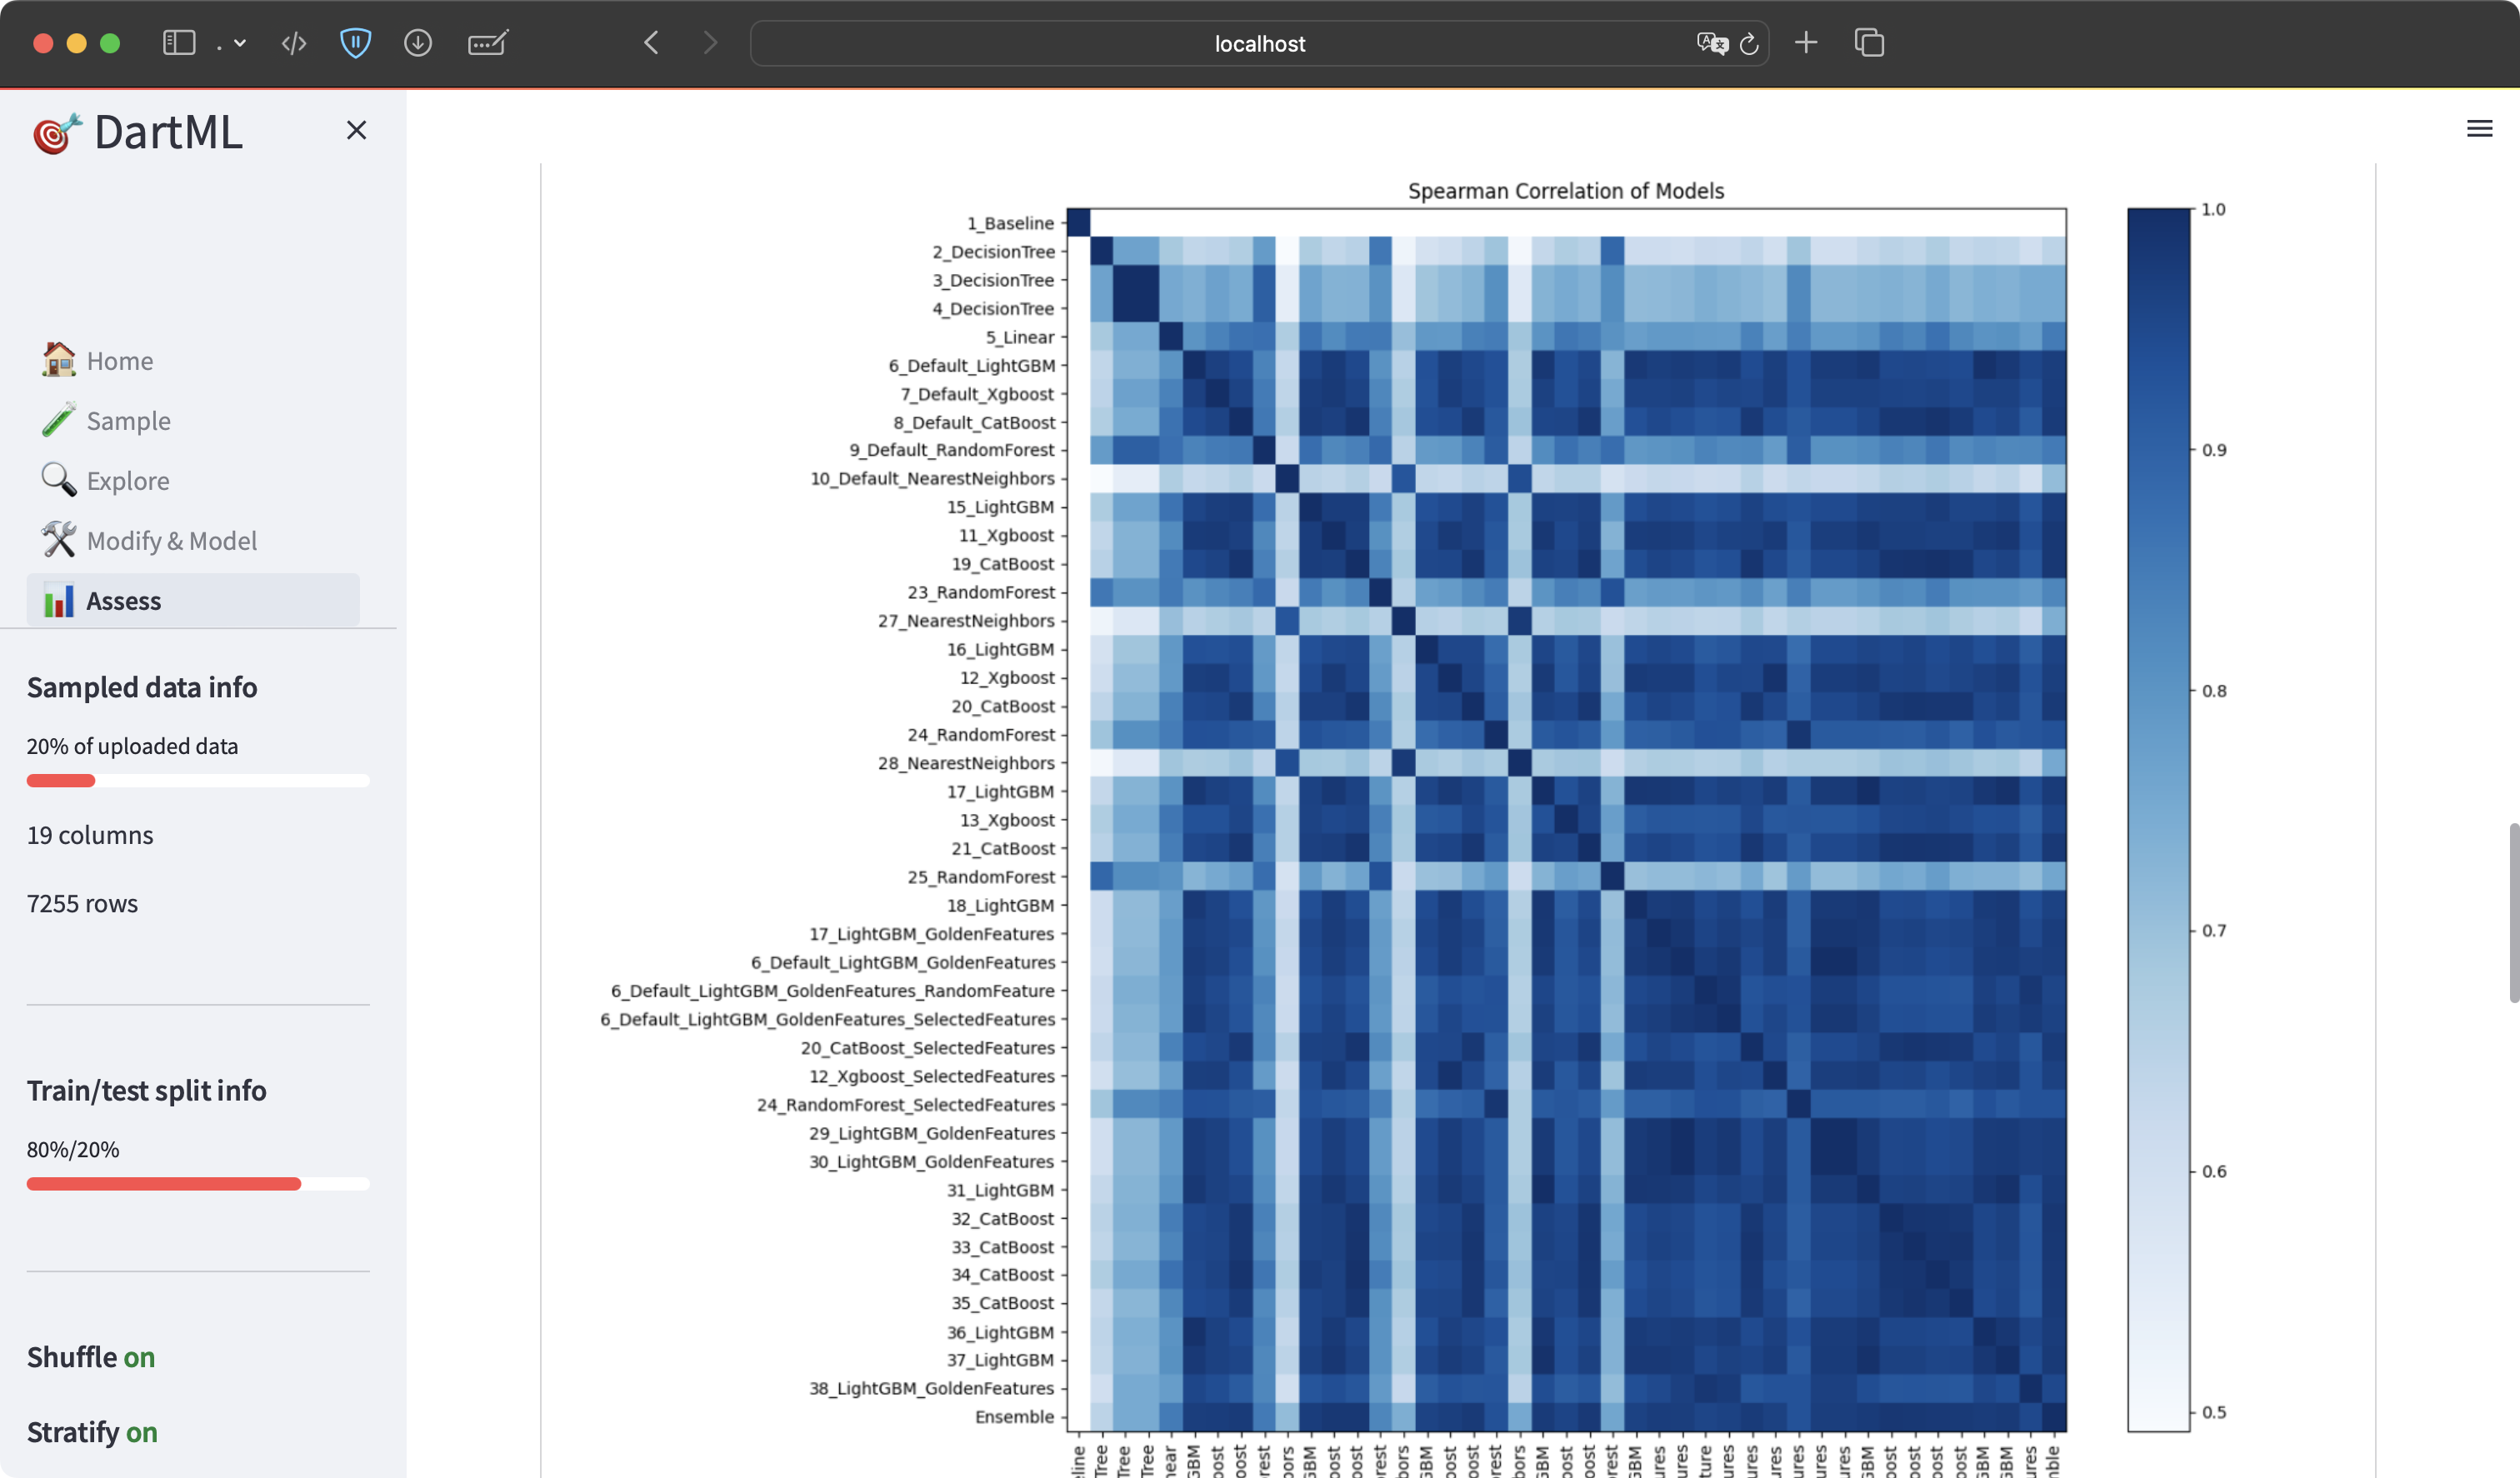 localhost
DartML
Home
Sample
Explore
Modify & Model
Assess
Sampled data info
20% of uploaded data
19 columns
7255 rows
Train/test split info
80%/20%
Shuffle on
Stratify on
Spearman Correlation of Models
1_Baseline
2_DecisionTree
3_DecisionTree
4_DecisionTree
5_Linear
6_Default_LightGBM
7_Default_Xgboost
8_Default_CatBoost
9_Default_RandomForest
10_Default_NearestNeighbors
15_LightGBM
11_Xgboost
19_CatBoost
23_RandomForest
27_NearestNeighbors
16_LightGBM
12_Xgboost
20_CatBoost
24_RandomForest
28_NearestNeighbors
17_LightGBM
13_Xgboost
21_CatBoost
25_RandomForest
18_LightGBM
17_LightGBM_GoldenFeatures
6_Default_LightGBM_GoldenFeatures
6_Default_LightGBM_GoldenFeatures_RandomFeature
6_Default_LightGBM_GoldenFeatures_SelectedFeatures
20_CatBoost_SelectedFeatures
12_Xgboost_SelectedFeatures
24_RandomForest_SelectedFeatures
29_LightGBM_GoldenFeatures
30_LightGBM_GoldenFeatures
31_LightGBM
32_CatBoost
33_CatBoost
34_CatBoost
35_CatBoost
36_LightGBM
37_LightGBM
38_LightGBM_GoldenFeatures
Ensemble
1.0
0.9
0.8
0.7
0.6
0.5